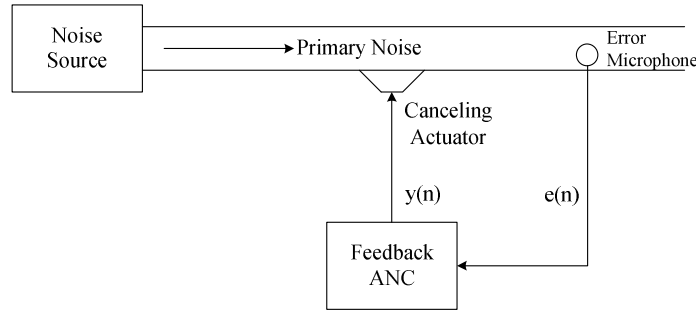 Noise
Source
Primary Noise
Error
Microphone
Canceling
Actuator
y(n)
e(n)
Feedback
ANC